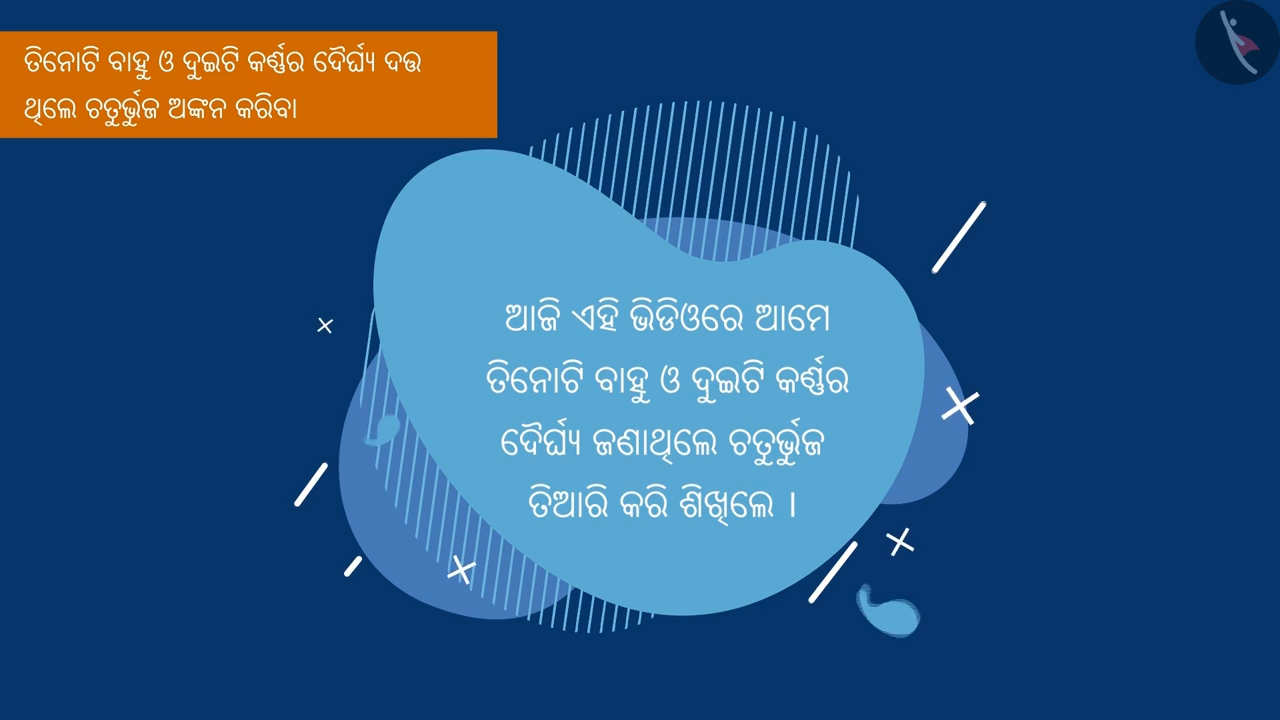 ତିନୋଟି ବାହୁ ଓ ଦୁଇଟି କର୍ଣ୍ଣର ଦୈର୍ଘ୍ୟ ଦତ୍ତ
ଥିଲେ ଚତୁର୍ଭୁଜ ଅଙ୍କନ କରିବା
ଆଜି ଏହି ଭିଡିଓରେ ଆମେ
ତିନୋଟି ବାହୁ ଓ ଦୁଇଟି କର୍ଣ୍ଣର
ଦୈର୍ଘ୍ୟ ଜଣାଥିଲେ ଚତୁର୍ଭୁଜ
ତିଆରି କରି ଶିଖିଲେ ।